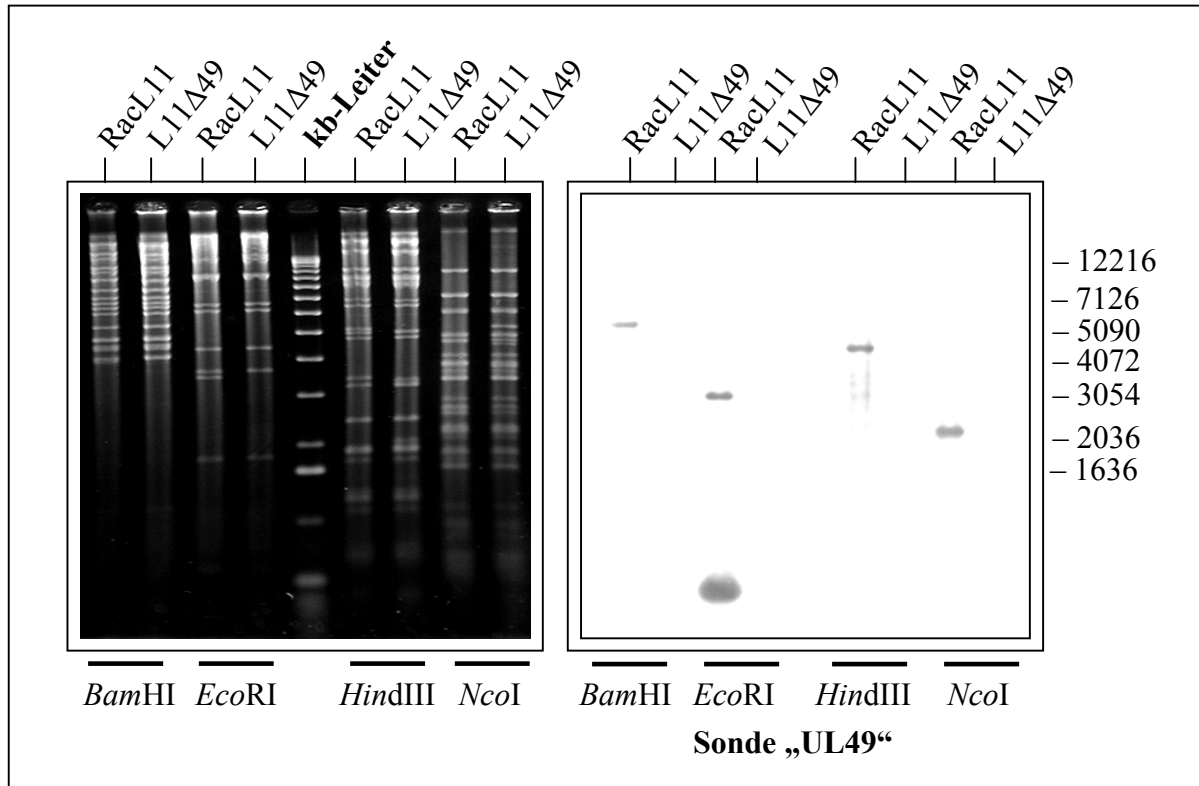 RacL11
L11Δ49
RacL11
L11Δ49
kb-Leiter
RacL11
L11Δ49
RacL11
L11Δ49
RacL11
L11Δ49
RacL11
L11Δ49
RacL11
L11Δ49
RacL11
L11Δ49
– 12216
– 7126
– 5090
– 4072
– 3054
– 2036
– 1636
BamHI EcoRI HindIII NcoI
BamHI EcoRI HindIII NcoI
Sonde „UL49“